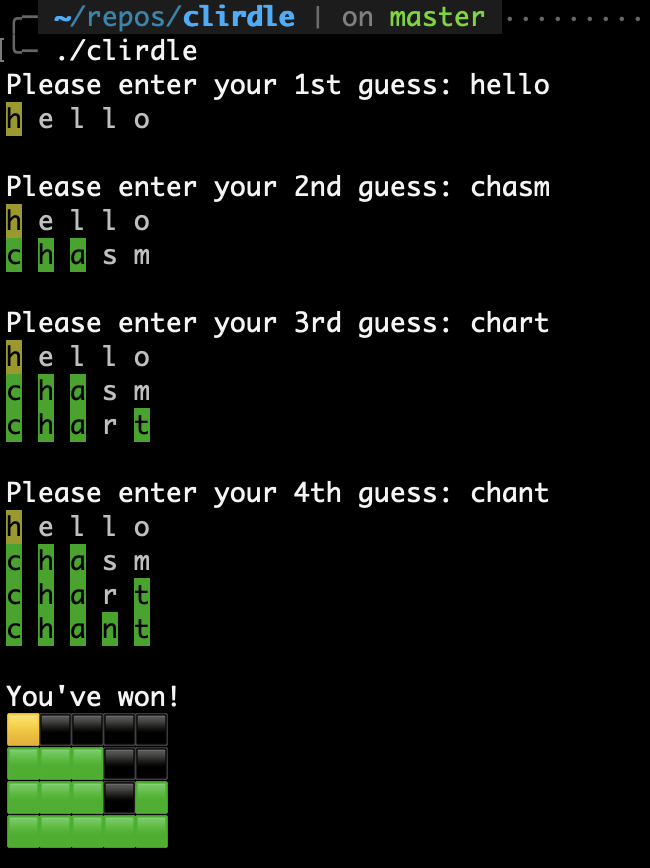 ~/repos/clirdle | on master ··········
./clirdle
Please enter your 1st guess: hello
h e l l o
Please enter your 2nd guess: chasm
h e l l o
c h a s m
Please enter your 3rd guess: chart
h e l l o
c h a s m
c h a r t
Please enter your 4th guess: chant
h e l l o
c h a s m
c h a r t
c h a n t
You've won!